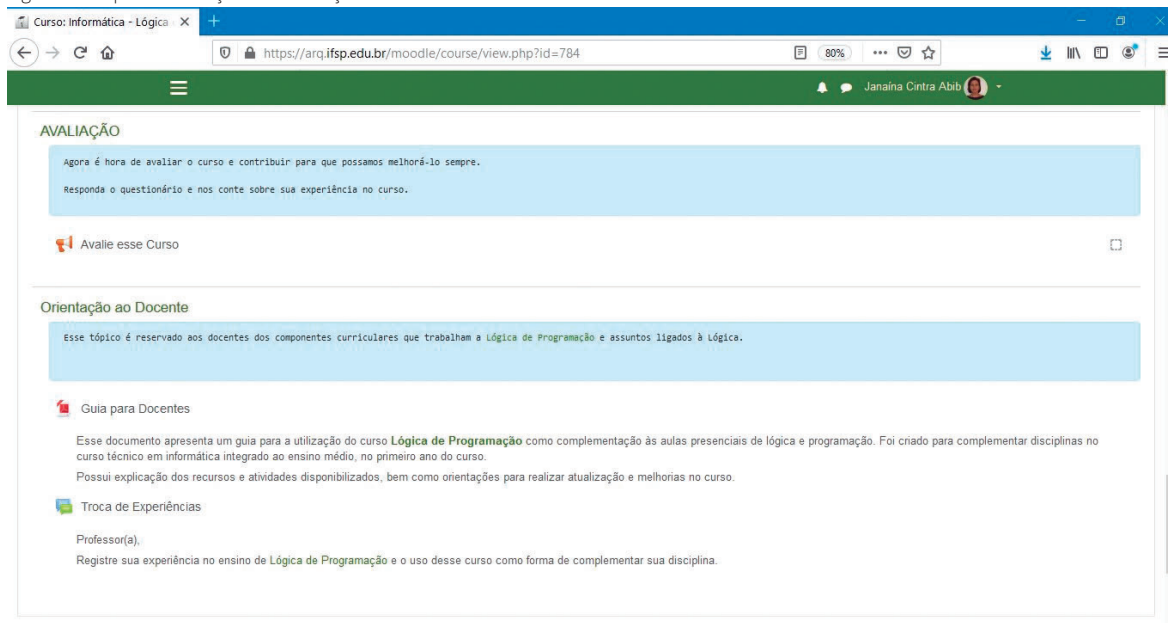 Curso: Informática - Lógica
https://arq.ifsp.edu.br/moodle/course/view.php?id=784
80%
Janaína Cintra Abib
AVALIAÇÃO
Agora é hora de avaliar o curso e contribuir para que possamos melhorá-lo sempre.
Responda o questionário e nos conte sobre sua experiência no curso.
Avalie esse Curso
Orientação ao Docente
Esse tópico é reservado aos docentes dos componentes curriculares que trabalham a Lógica de Programação e assuntos ligados à Lógica.
Guia para Docentes
Esse documento apresenta um guia para a utilização do curso Lógica de Programação como complementação às aulas presenciais de lógica e programação. Foi criado para complementar disciplinas no
curso técnico em informática integrado ao ensino médio, no primeiro ano do curso.
Possui explicação dos recursos e atividades disponibilizados, bem como orientações para realizar atualização e melhorias no curso.
Troca de Experiências
Professor(a),
Registre sua experiência no ensino de Lógica de Programação e o uso desse curso como forma de complementar sua disciplina.